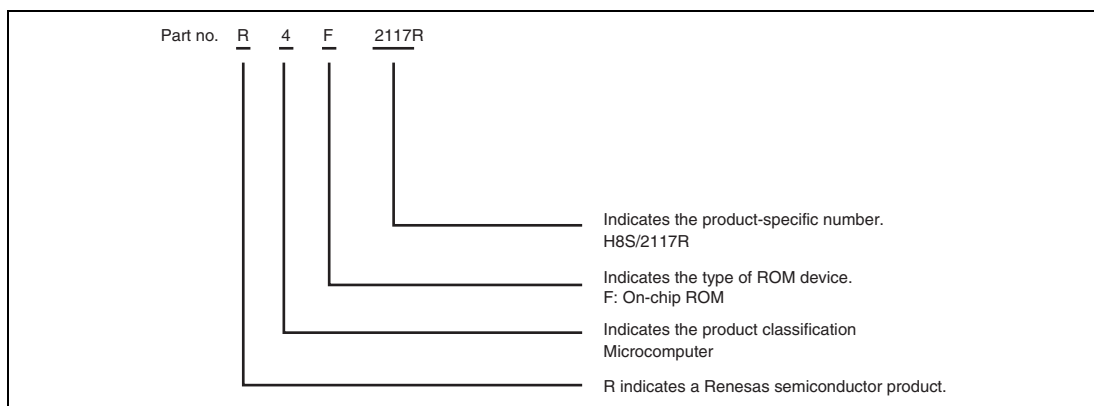 Part no. R 4 F 2117R
Indicates the product-specific number.
H8S/2117R
Indicates the type of ROM device.
F: On-chip ROM
Indicates the product classification
Microcomputer
R indicates a Renesas semiconductor product.